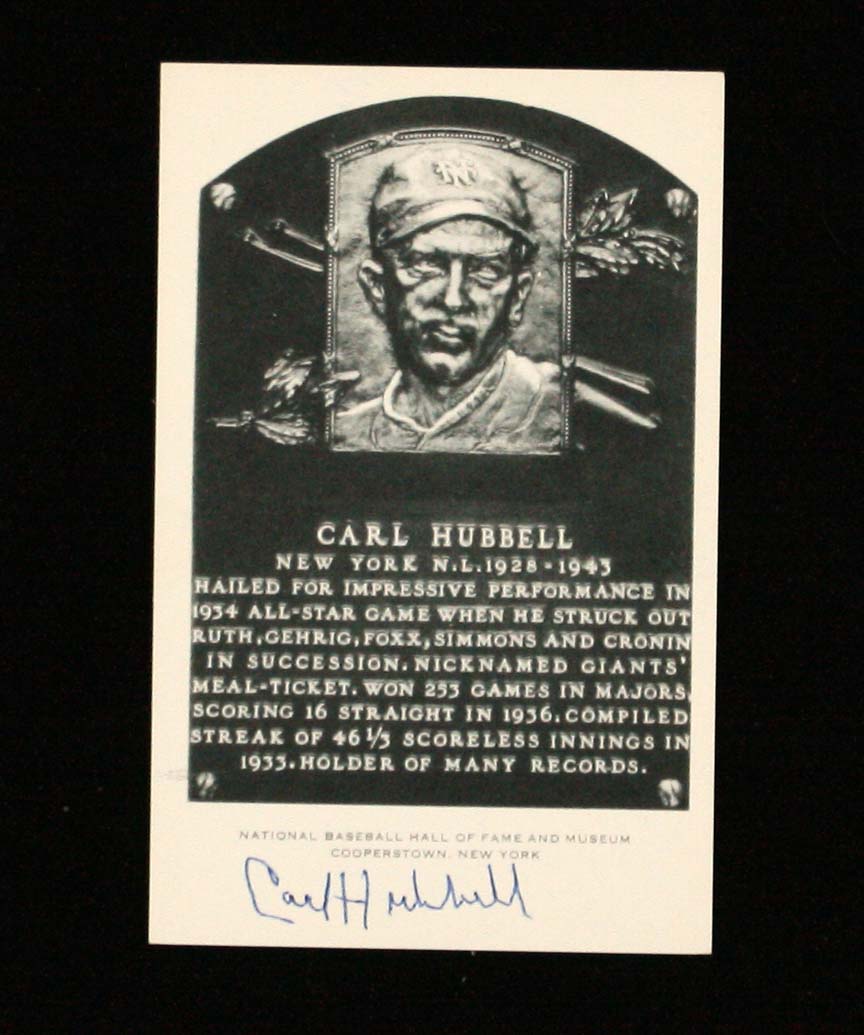 NY
CARL HUBBELL
NEW YORK N.L. 1928-1943
HAILED FOR IMPRESSIVE PERFORMANCE IN
1934 ALL-STAR GAME WHEN HE STRUCK OUT
RUTH, GEHRIG, FOXX, SIMMONS AND CRONIN
IN SUCCESSION. NICKNAMED GIANTS'
MEAL-TICKET. WON 253 GAMES IN MAJORS,
SCORING 16 STRAIGHT IN 1936. COMPILED
STREAK OF 46 1/3 SCORELESS INNINGS IN
1933. HOLDER OF MANY RECORDS.
NATIONAL BASEBALL HALL OF FAME AND MUSEUM
COOPERSTOWN, NEW YORK
Carl Hubbell